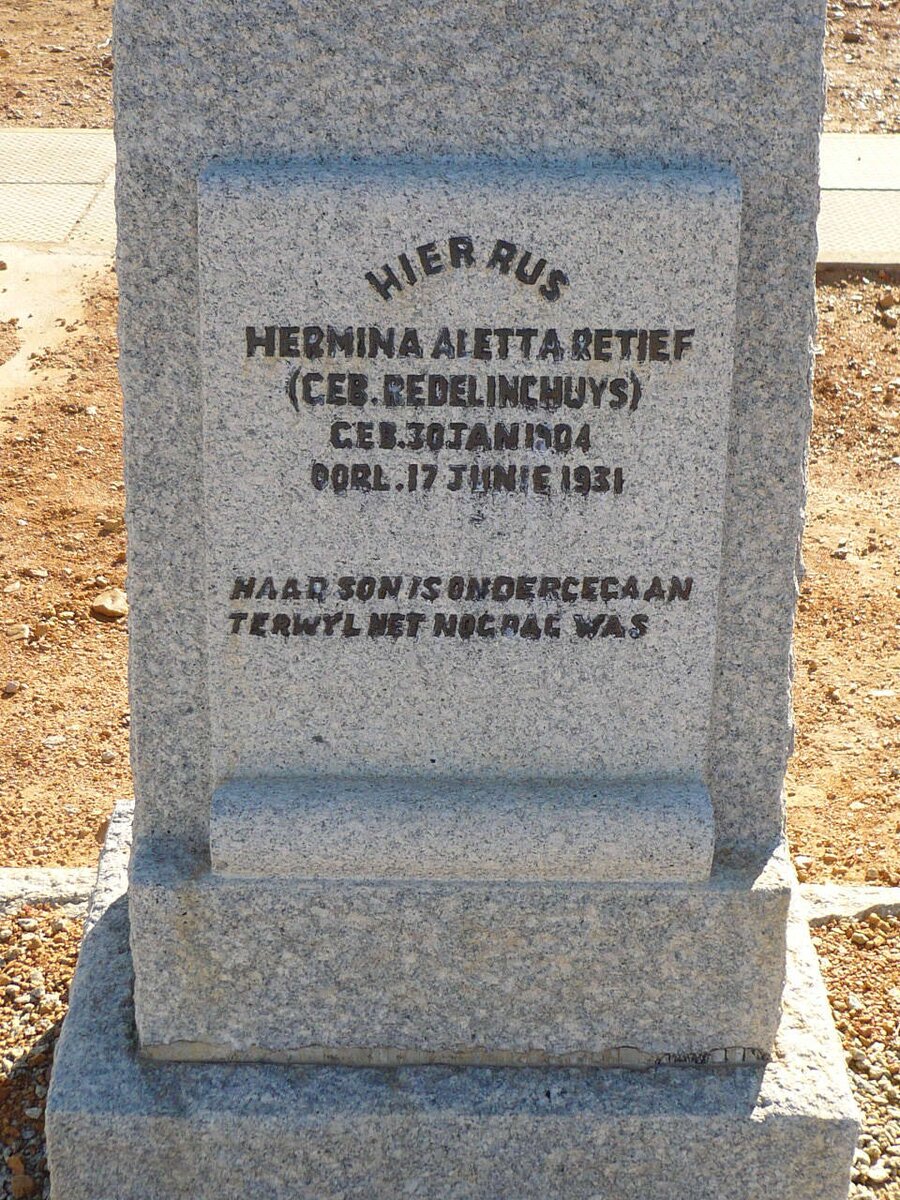 HIER RUS
HERMINA ALETTA RETIEF
(GEB. REDELINGHUYS)
GEB. 30 JAN 1904
OORL. 17 JUNIE 1931
HAAR SON IS ONDERGEGAAN
TERWYL HET NOG DAG WAS